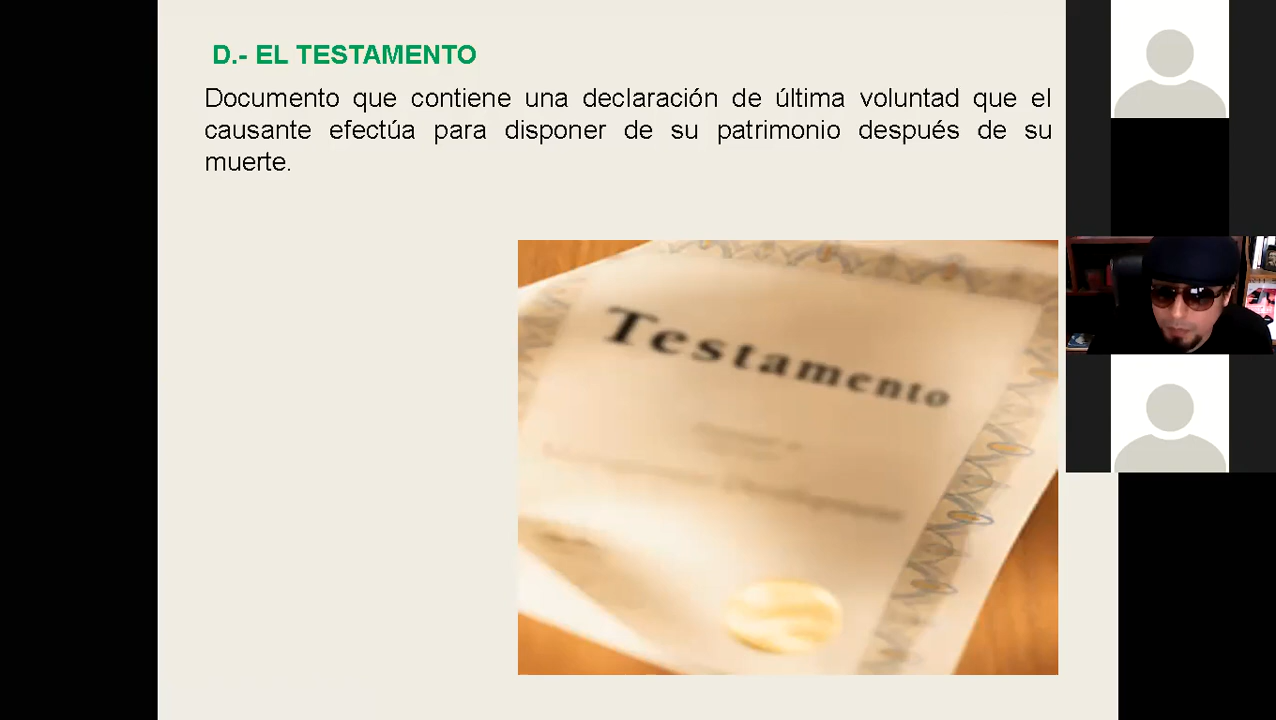 D.- EL TESTAMENTO
Documento que contiene una declaración de última voluntad que el
causante efectúa para disponer de su patrimonio después de su
muerte.
Testamento